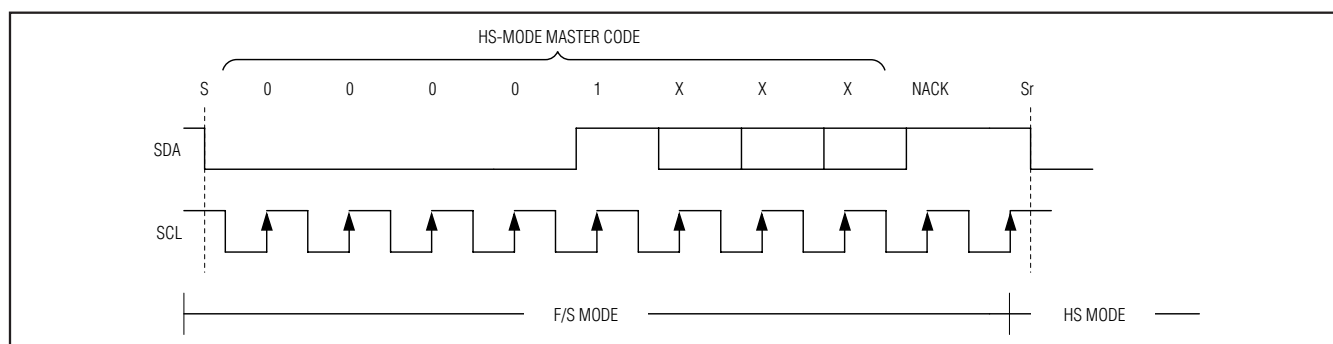 HS-MODE MASTER CODE
S 0 0 0 0 1 X X X NACK Sr
SDA
SCL
F/S MODE HS MODE